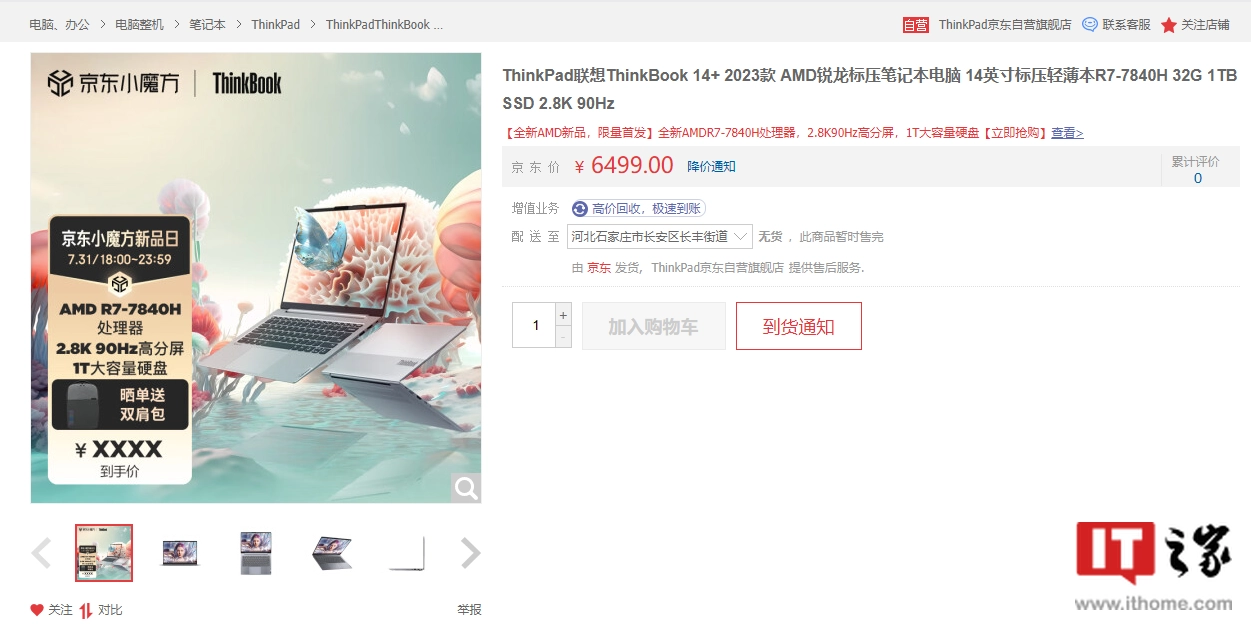 电脑、办公 > 电脑整机 > 笔记本 > ThinkPad > ThinkPadThinkBook ...
自营 ThinkPad京东自营旗舰店 联系客服 关注店铺
京东小魔方 | ThinkBook
京东小魔方新品日
7.31/18:00~23:59
AMD R7-7840H
处理器
2.8K 90Hz高分屏
1T大容量硬盘
晒单送
双肩包
¥ XXXX
到手价
关注 对比 举报
ThinkPad联想ThinkBook 14+ 2023款 AMD锐龙标压笔记本电脑 14英寸标压轻薄本R7-7840H 32G 1TB
SSD 2.8K 90Hz
【全新AMD新品，限量首发】全新AMDR7-7840H处理器，2.8K90Hz高分屏，1T大容量硬盘【立即抢购】查看>
京 东 价 ¥ 6499.00 降价通知
累计评价
0
增值业务 高价回收，极速到账
配 送 至 河北石家庄市长安区长丰街道 无货 ，此商品暂时售完
由 京东 发货， ThinkPad京东自营旗舰店 提供售后服务.
1 + - 加入购物车 到货通知
IT之家
www.ithome.com